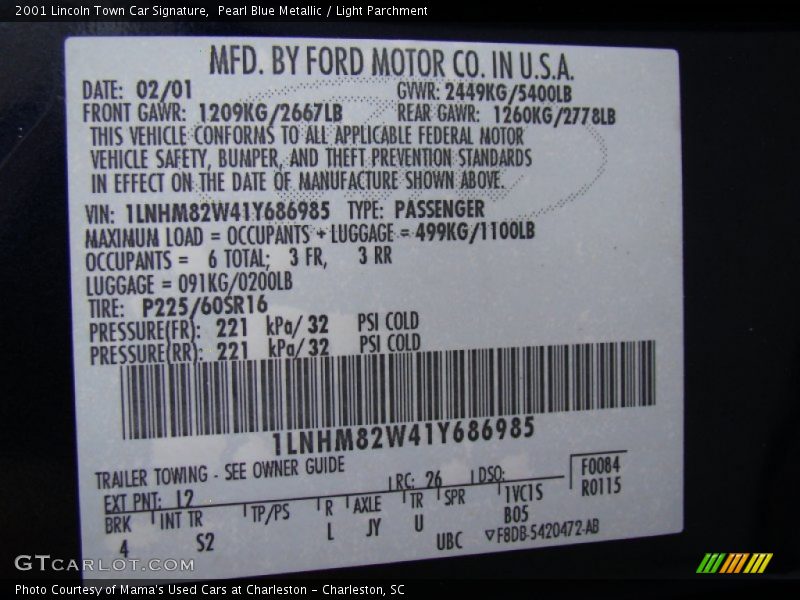 2001 Lincoln Town Car Signature,  Pearl Blue Metallic / Light Parchment
MFD. BY FORD MOTOR CO. IN U.S.A.
DATE: 02/01 GVWR: 2449KG/5400LB
FRONT GAWR: 1209KG/2667LB REAR GAWR: 1260KG/2778LB
THIS VEHICLE CONFORMS TO ALL APPLICABLE FEDERAL MOTOR
VEHICLE SAFETY, BUMPER, AND THEFT PREVENTION STANDARDS
IN EFFECT ON THE DATE OF MANUFACTURE SHOWN ABOVE.
VIN: 1LNHM82W41Y686985 TYPE: PASSENGER
MAXIMUM LOAD = OCCUPANTS + LUGGAGE = 499KG/1100LB
OCCUPANTS = 6 TOTAL; 3 FR, 3 RR
LUGGAGE = 091KG/0200LB
TIRE: P225/60SR16
PRESSURE(FR): 221 kPa/ 32 PSI COLD
PRESSURE(RR): 221 kPa/ 32 PSI COLD
1LNHM82W41Y686985
TRAILER TOWING - SEE OWNER GUIDE
EXT PNT: L2 RC: 26 DSO: F0084
R0115
BRK INT TR TP/PS R AXLE TR SPR 1VC1S
4 S2 L JY U B05
UBC ▽F8DB-5420472-AB
GTCARLOT.COM
Photo Courtesy of Mama's Used Cars at Charleston - Charleston, SC